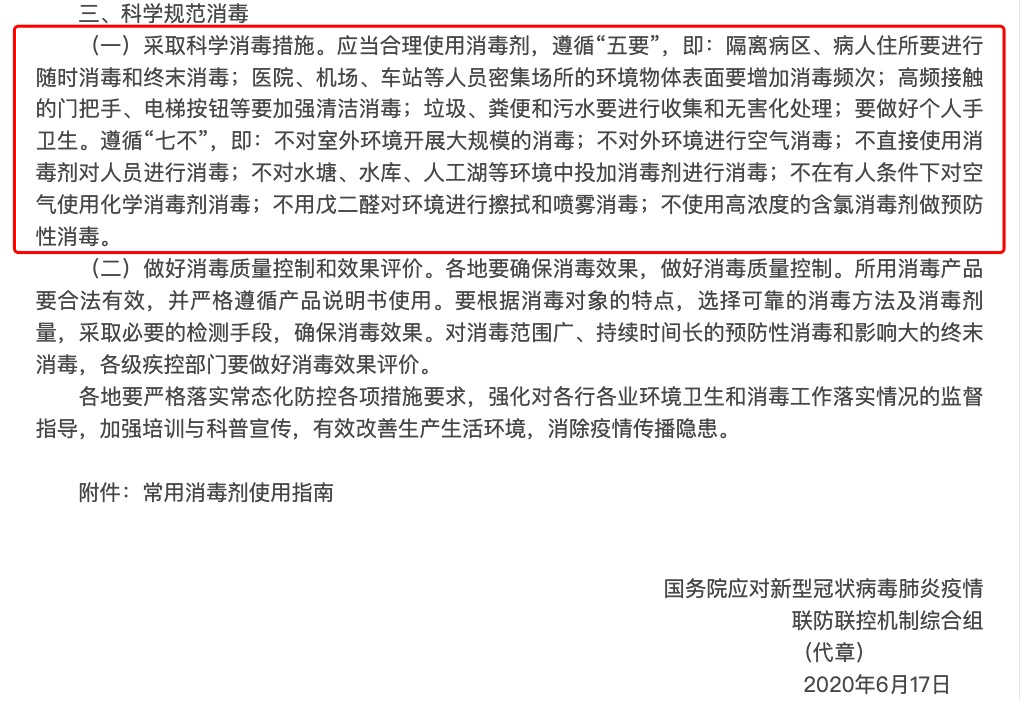 三、科学规范消毒
（一）采取科学消毒措施。应当合理使用消毒剂，遵循“五要”，即：隔离病区、病人住所要进行
随时消毒和终末消毒；医院、机场、车站等人员密集场所的环境物体表面要增加消毒频次；高频接触
的门把手、电梯按钮等要加强清洁消毒；垃圾、粪便和污水要进行收集和无害化处理；要做好个人手
卫生。遵循“七不”，即：不对室外环境开展大规模的消毒；不对外环境进行空气消毒；不直接使用消
毒剂对人员进行消毒；不对水塘、水库、人工湖等环境中投加消毒剂进行消毒；不在有人条件下对空
气使用化学消毒剂消毒；不用戊二醛对环境进行擦拭和喷雾消毒；不使用高浓度的含氯消毒剂做预防
性消毒。
（二）做好消毒质量控制和效果评价。各地要确保消毒效果，做好消毒质量控制。所用消毒产品
要合法有效，并严格遵循产品说明书使用。要根据消毒对象的特点，选择可靠的消毒方法及消毒剂
量，采取必要的检测手段，确保消毒效果。对消毒范围广、持续时间长的预防性消毒和影响大的终末
消毒，各级疾控部门要做好消毒效果评价。
各地要严格落实常态化防控各项措施要求，强化对各行各业环境卫生和消毒工作落实情况的监督
指导，加强培训与科普宣传，有效改善生产生活环境，消除疫情传播隐患。
附件：常用消毒剂使用指南
国务院应对新型冠状病毒肺炎疫情
联防联控机制综合组
（代章）
2020年6月17日